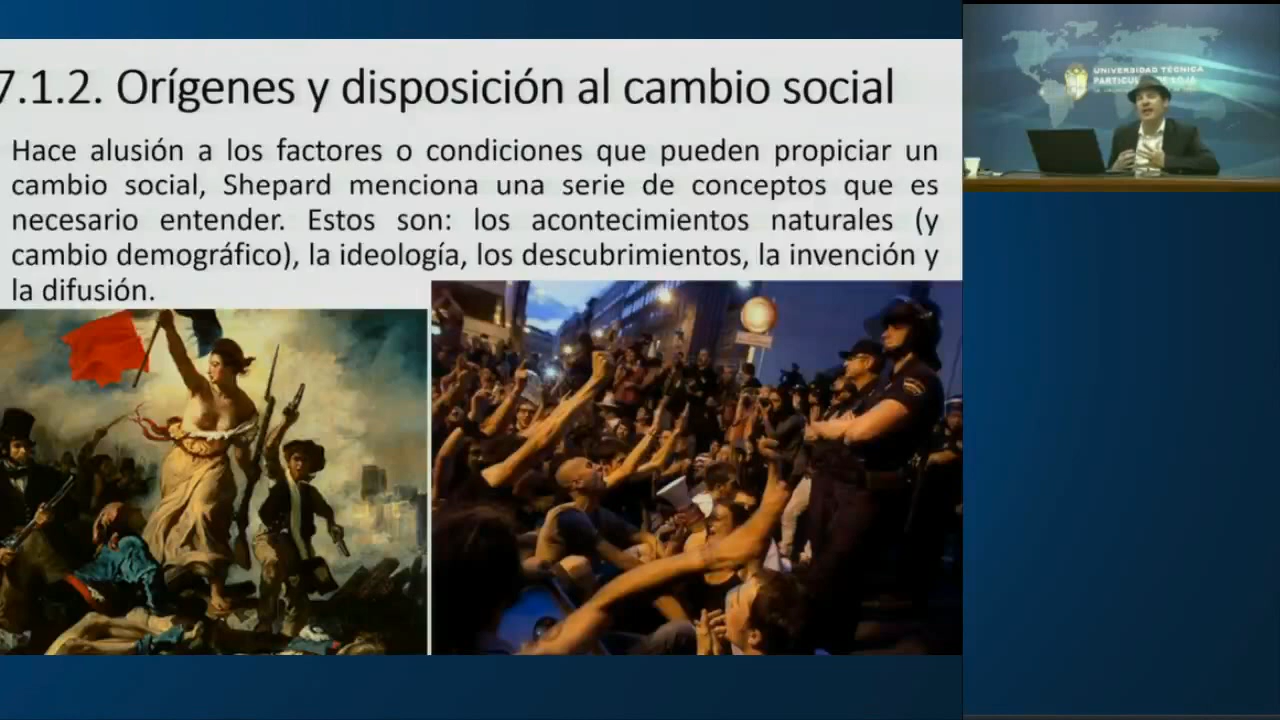 7.1.2. Orígenes y disposición al cambio social
Hace alusión a los factores o condiciones que pueden propiciar un
cambio social, Shepard menciona una serie de conceptos que es
necesario entender. Estos son: los acontecimientos naturales (y
cambio demográfico), la ideología, los descubrimientos, la invención y
la difusión.
UNIVERSIDAD TÉCNICA
PARTICULAR LOJA